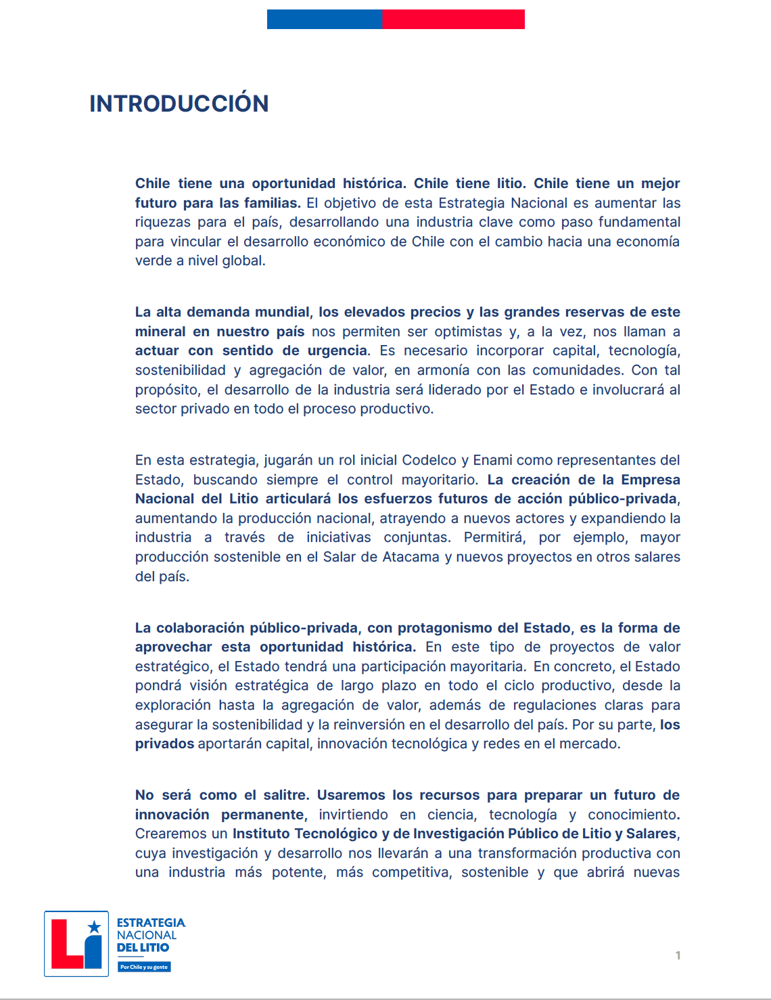 INTRODUCCIÓN
Chile tiene una oportunidad histórica. Chile tiene litio. Chile tiene un mejor
futuro para las familias. El objetivo de esta Estrategia Nacional es aumentar las
riquezas para el país, desarrollando una industria clave como paso fundamental
para vincular el desarrollo económico de Chile con el cambio hacia una economía
verde a nivel global.
La alta demanda mundial, los elevados precios y las grandes reservas de este
mineral en nuestro país nos permiten ser optimistas y, a la vez, nos llaman a
actuar con sentido de urgencia. Es necesario incorporar capital, tecnología,
sostenibilidad y agregación de valor, en armonía con las comunidades. Con tal
propósito, el desarrollo de la industria será liderado por el Estado e involucrará al
sector privado en todo el proceso productivo.
En esta estrategia, jugarán un rol inicial Codelco y Enami como representantes del
Estado, buscando siempre el control mayoritario. La creación de la Empresa
Nacional del Litio articulará los esfuerzos futuros de acción público-privada,
aumentando la producción nacional, atrayendo a nuevos actores y expandiendo la
industria a través de iniciativas conjuntas. Permitirá, por ejemplo, mayor
producción sostenible en el Salar de Atacama y nuevos proyectos en otros salares
del país.
La colaboración público-privada, con protagonismo del Estado, es la forma de
aprovechar esta oportunidad histórica. En este tipo de proyectos de valor
estratégico, el Estado tendrá una participación mayoritaria. En concreto, el Estado
pondrá visión estratégica de largo plazo en todo el ciclo productivo, desde la
exploración hasta la agregación de valor, además de regulaciones claras para
asegurar la sostenibilidad y la reinversión en el desarrollo del país. Por su parte, los
privados aportarán capital, innovación tecnológica y redes en el mercado.
No será como el salitre. Usaremos los recursos para preparar un futuro de
innovación permanente, invirtiendo en ciencia, tecnología y conocimiento.
Crearemos un Instituto Tecnológico y de Investigación Público de Litio y Salares,
cuya investigación y desarrollo nos llevarán a una transformación productiva con
una industria más potente, más competitiva, sostenible y que abrirá nuevas
Li
ESTRATEGIA
NACIONAL
DEL LITIO
Por Chile y su gente
1